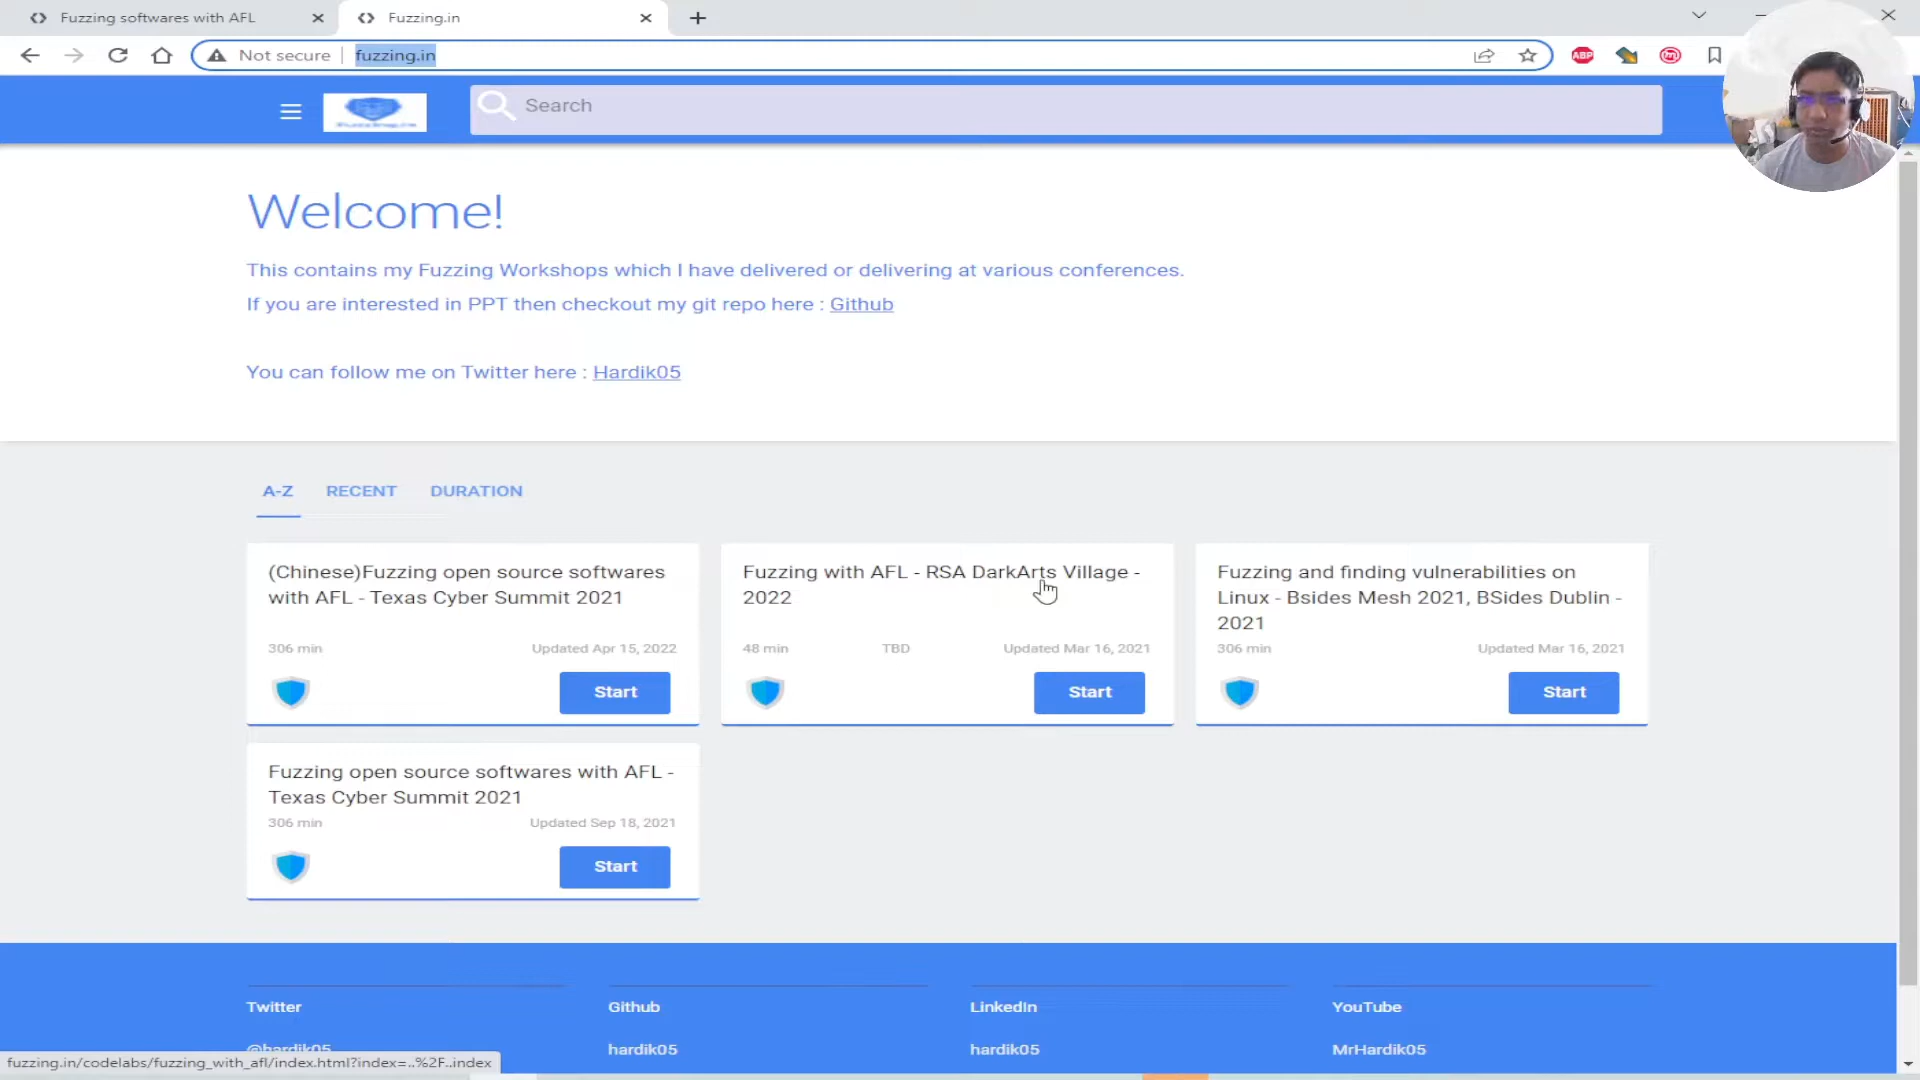 Fuzzing softwares with AFL
Fuzzing.in
Not secure
fuzzing.in
ABP
Search
Welcome!
This contains my Fuzzing Workshops which I have delivered or delivering at various conferences.
If you are interested in PPT then checkout my git repo here : Github
You can follow me on Twitter here : Hardik05
A-Z RECENT DURATION
(Chinese)Fuzzing open source softwares
with AFL - Texas Cyber Summit 2021
306 min Updated Apr 15, 2022
Start
Fuzzing with AFL - RSA DarkArts Village -
2022
48 min TBD Updated Mar 16, 2021
Start
Fuzzing and finding vulnerabilities on
Linux - Bsides Mesh 2021, BSides Dublin -
2021
306 min Updated Mar 16, 2021
Start
Fuzzing open source softwares with AFL -
Texas Cyber Summit 2021
306 min Updated Sep 18, 2021
Start
Twitter
@hardik05
Github
hardik05
LinkedIn
hardik05
YouTube
MrHardik05
fuzzing.in/codelabs/fuzzing_with_afl/index.html?index=..%2F..index